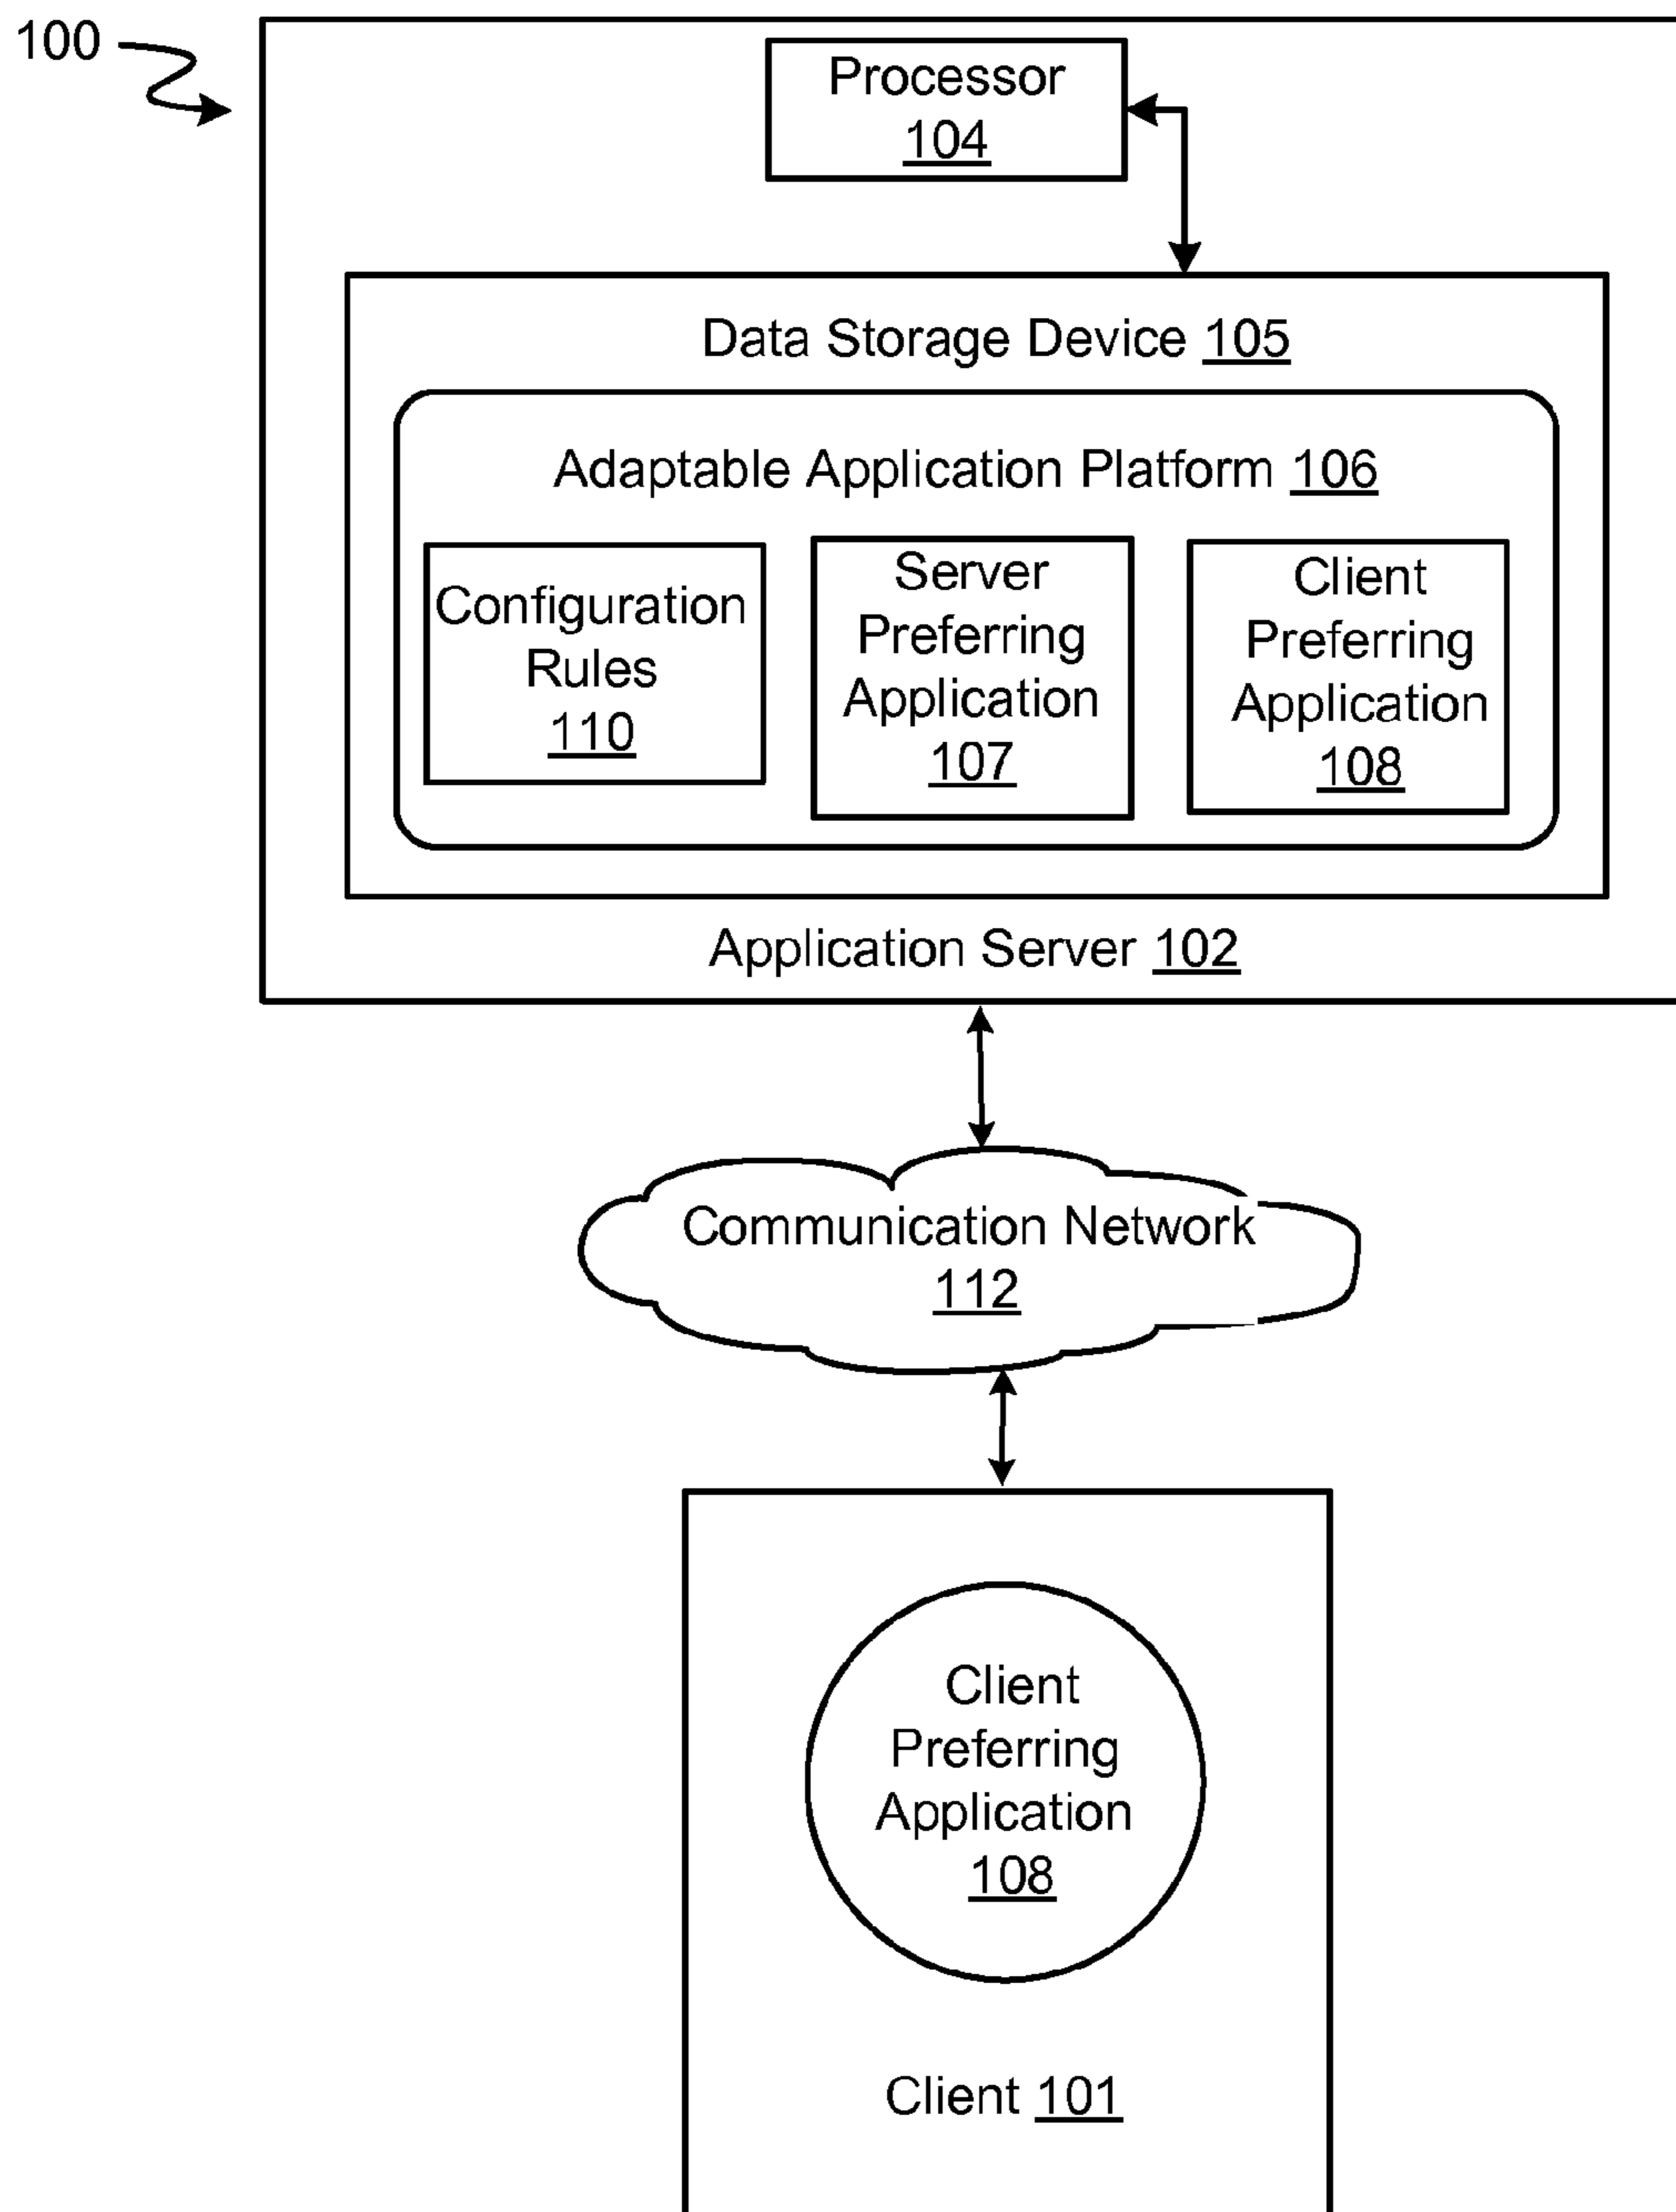 100
Processor
104
Data Storage Device 105
Adaptable Application Platform 106
Configuration
Rules
110
Server
Preferring
Application
107
Client
Preferring
Application
108
Application Server 102
Communication Network
112
Client
Preferring
Application
108
Client 101